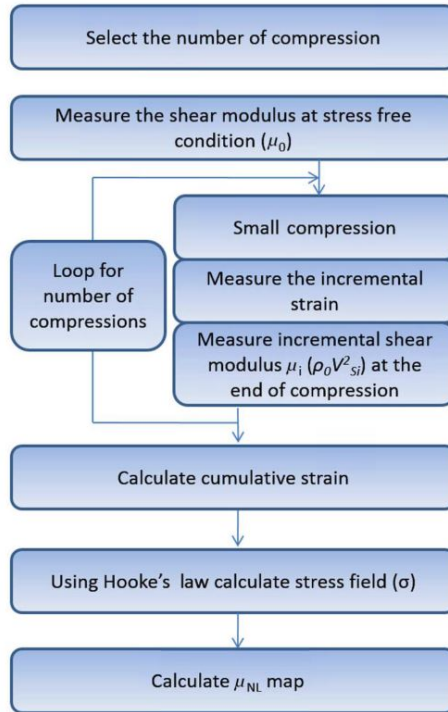 Select the number of compression
Measure the shear modulus at stress free
condition (μ₀)
Small compression
Loop for
number of
compressions
Measure the incremental
strain
Measure incremental shear
modulus μᵢ (ρ₀V²ₛᵢ) at the
end of compression
Calculate cumulative strain
Using Hooke's law calculate stress field (σ)
Calculate μ_NL map